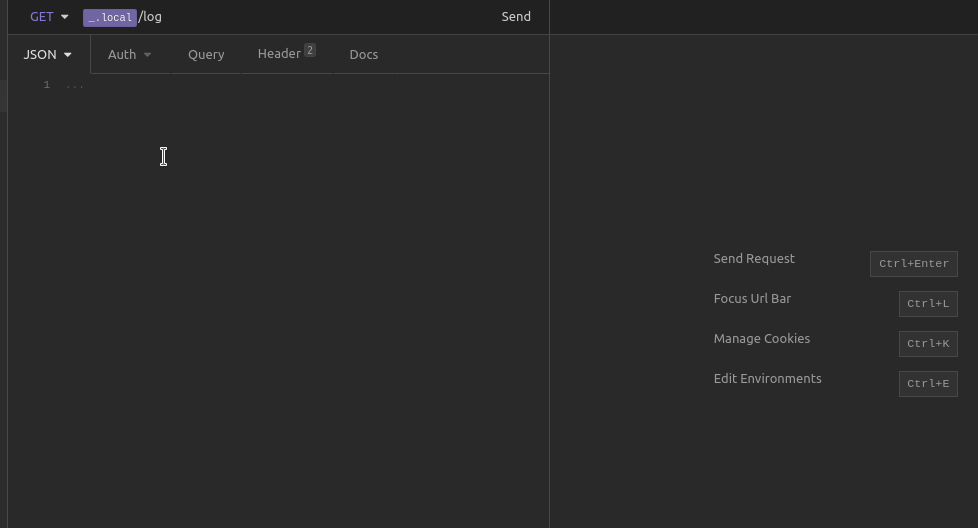 GET _.local/log Send
JSON Auth Query Header 2 Docs
1 ...
Send Request Ctrl+Enter
Focus Url Bar Ctrl+L
Manage Cookies Ctrl+K
Edit Environments Ctrl+E